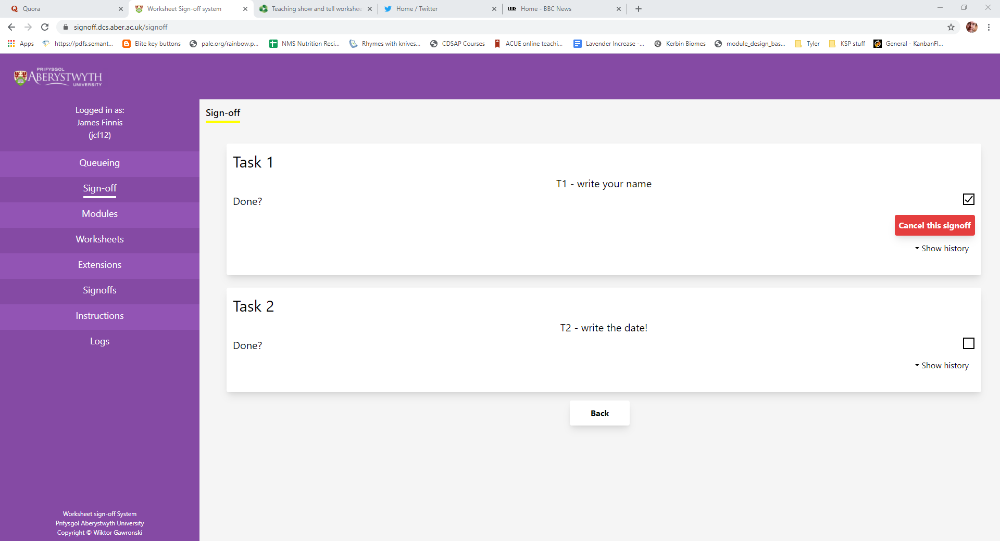 Quora
Worksheet Sign-off system
Teaching show and tell workshee
Home / Twitter
BBC Home - BBC News
signoff.dcs.aber.ac.uk/signoff
Apps
https://pdfs.semant...
Elite key buttons
pale.org/rainbow.p...
NMS Nutrition Reci...
Rhymes with knives...
CDSAP Courses
ACUE online teachi...
Lavender Increase -...
Kerbin Biomes
module_design_bas...
Tyler
KSP stuff
General - KanbanFl...
PRIFYSGOL
ABERYSTWYTH
UNIVERSITY
Logged in as:
James Finnis
(jcf12)
Queueing
Sign-off
Modules
Worksheets
Extensions
Signoffs
Instructions
Logs
Worksheet sign-off System
Prifysgol Aberystwyth University
Copyright © Wiktor Gawronski
Sign-off
Task 1
T1 - write your name
Done?
Cancel this signoff
Show history
Task 2
T2 - write the date!
Done?
Show history
Back